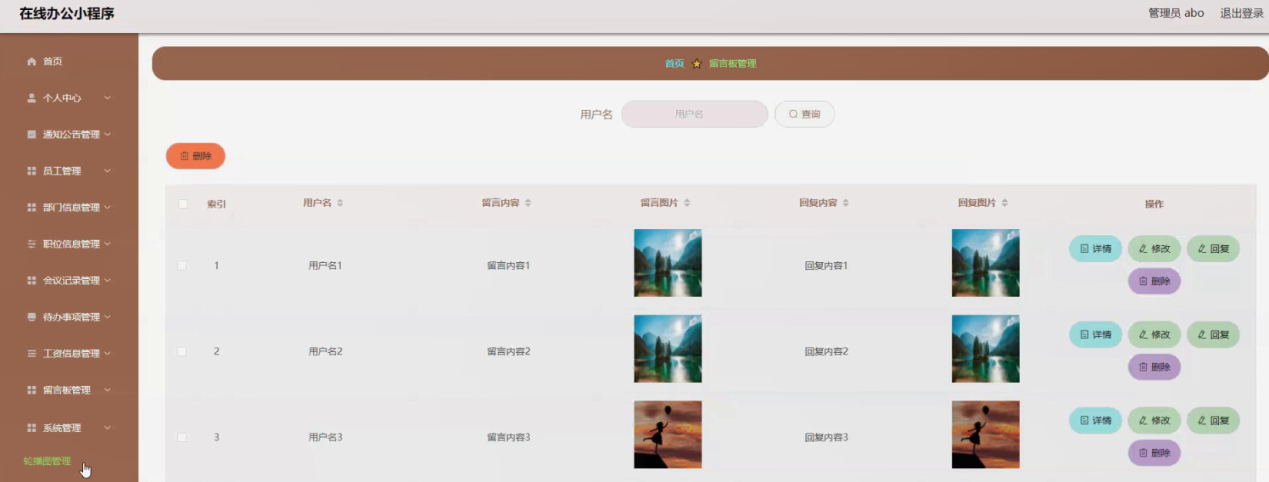 在线办公小程序
管理员 abo 退出登录
首页
个人中心
通知公告管理
员工管理
部门信息管理
职位信息管理
会议记录管理
待办事项管理
工资信息管理
留言板管理
系统管理
轮播图管理
首页 留言板管理
用户名 用户名 查询
删除
索引 用户名 留言内容 留言图片 回复内容 回复图片 操作
1 用户名1 留言内容1 回复内容1 详情 修改 回复
删除
2 用户名2 留言内容2 回复内容2 详情 修改 回复
删除
3 用户名3 留言内容3 回复内容3 详情 修改 回复
删除